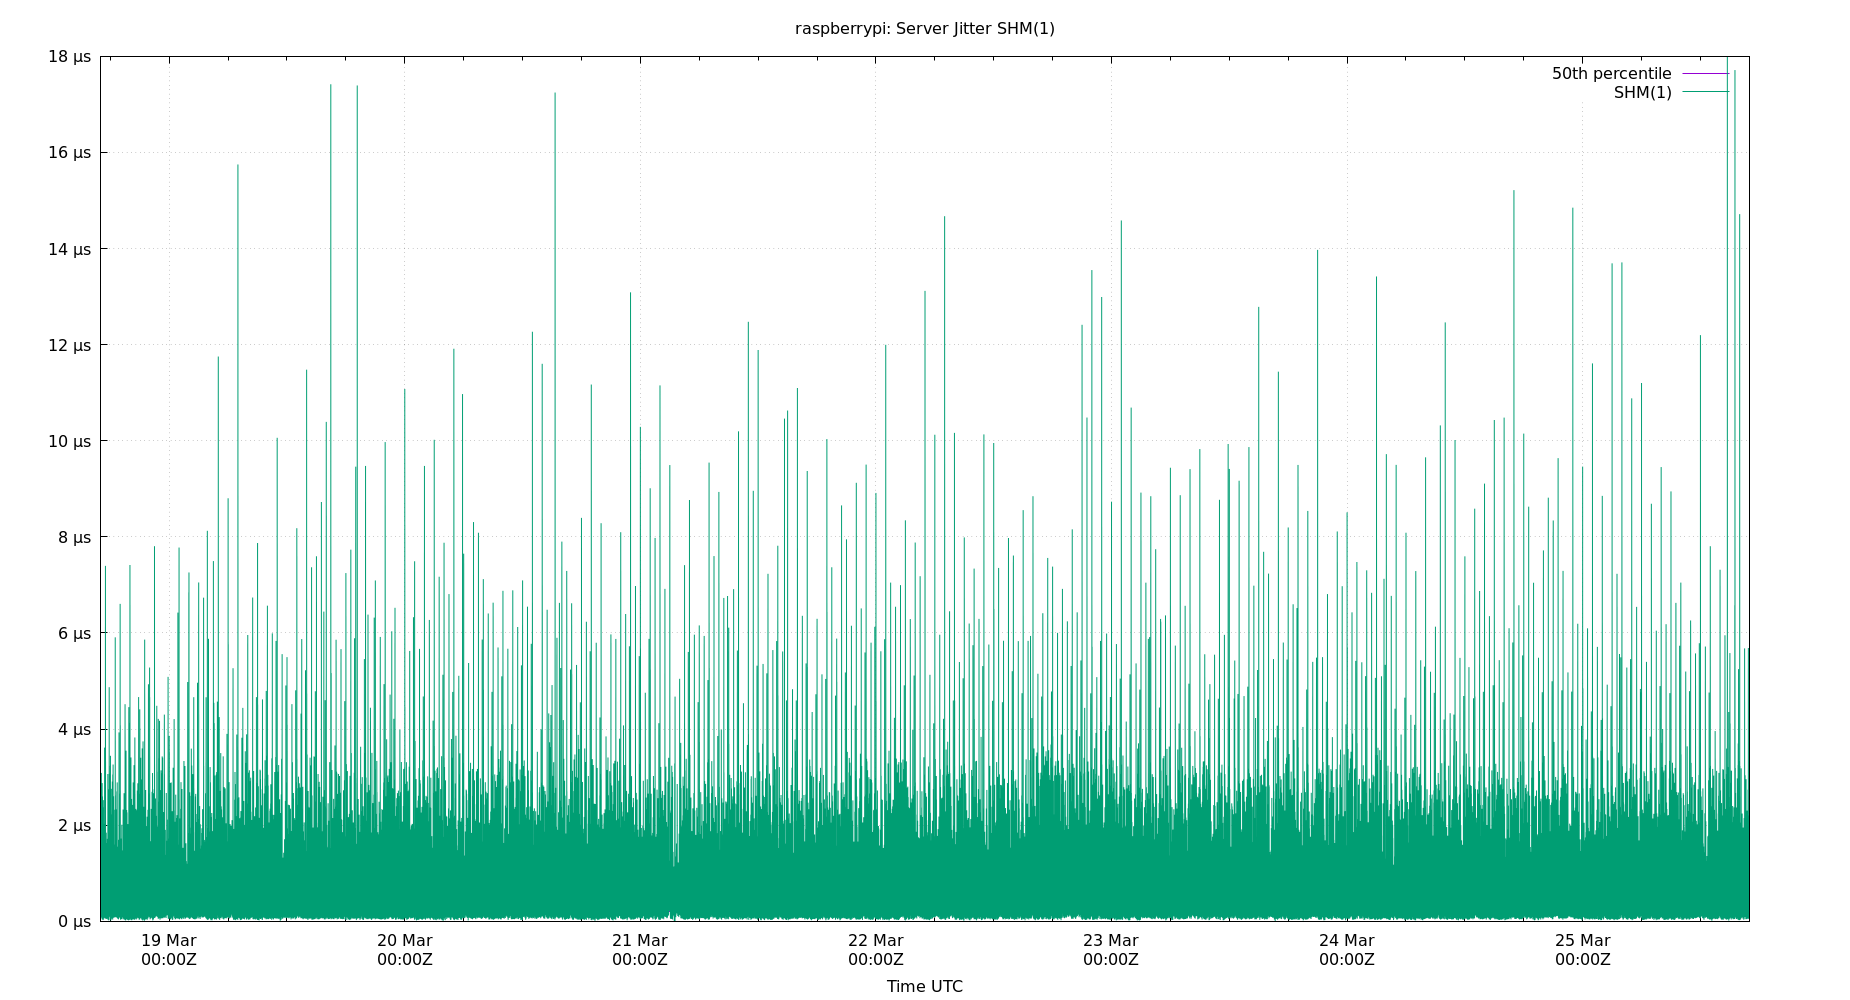 raspberrypi: Server Jitter SHM(1)
50th percentile
SHM(1)
18 µs
16 µs
14 µs
12 µs
10 µs
8 µs
6 µs
4 µs
2 µs
0 µs
19 Mar 20 Mar 21 Mar 22 Mar 23 Mar 24 Mar 25 Mar
00:00Z 00:00Z 00:00Z 00:00Z 00:00Z 00:00Z 00:00Z
Time UTC